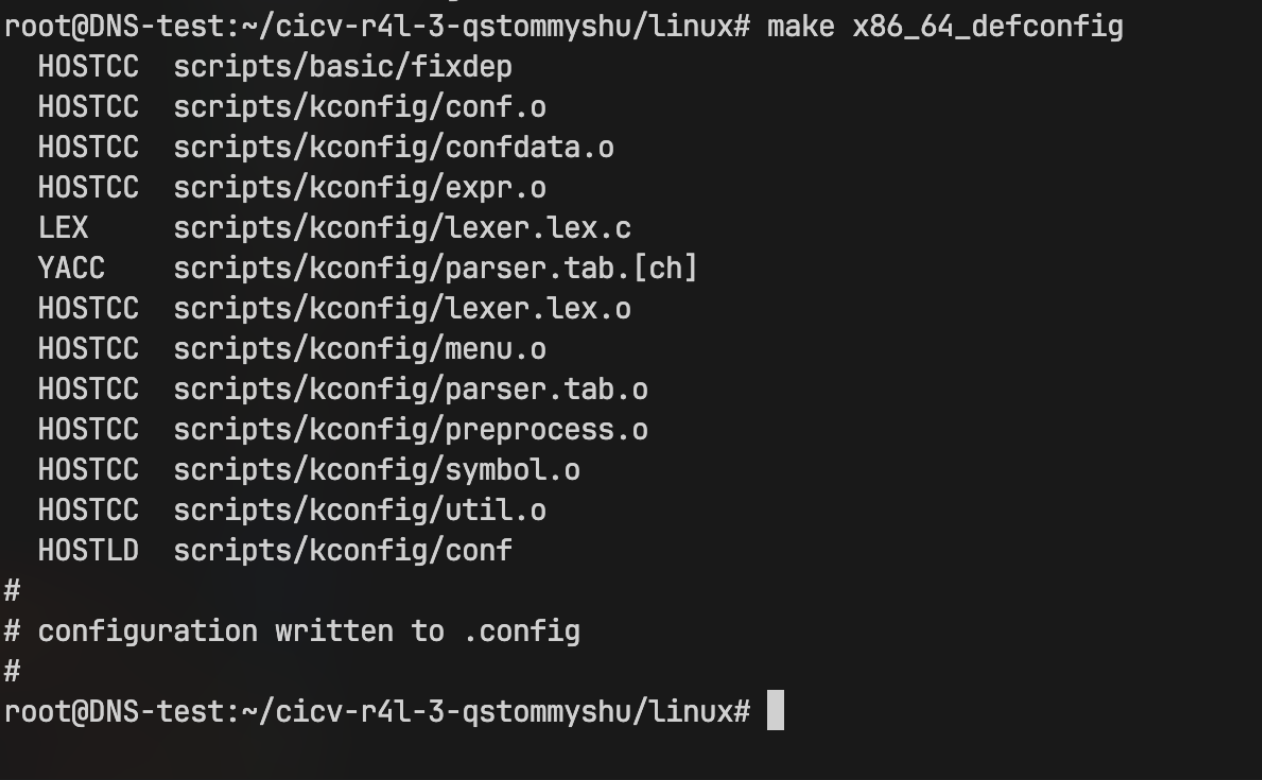 root@DNS-test:~/cicv-r4l-3-qstommyshu/linux# make x86_64_defconfig
  HOSTCC  scripts/basic/fixdep
  HOSTCC  scripts/kconfig/conf.o
  HOSTCC  scripts/kconfig/confdata.o
  HOSTCC  scripts/kconfig/expr.o
  LEX     scripts/kconfig/lexer.lex.c
  YACC    scripts/kconfig/parser.tab.[ch]
  HOSTCC  scripts/kconfig/lexer.lex.o
  HOSTCC  scripts/kconfig/menu.o
  HOSTCC  scripts/kconfig/parser.tab.o
  HOSTCC  scripts/kconfig/preprocess.o
  HOSTCC  scripts/kconfig/symbol.o
  HOSTCC  scripts/kconfig/util.o
  HOSTLD  scripts/kconfig/conf
#
# configuration written to .config
#
root@DNS-test:~/cicv-r4l-3-qstommyshu/linux#